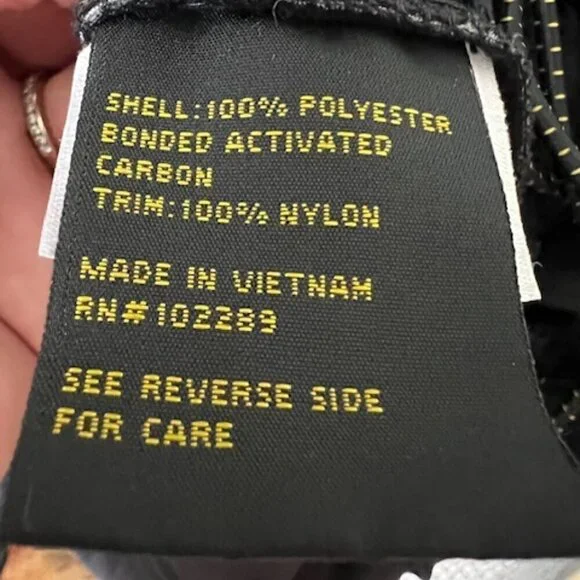 SHELL:100% POLYESTER
BONDED ACTIVATED
CARBON
TRIM:100% NYLON
MADE IN VIETNAM
RN#102289
SEE REVERSE SIDE
FOR CARE